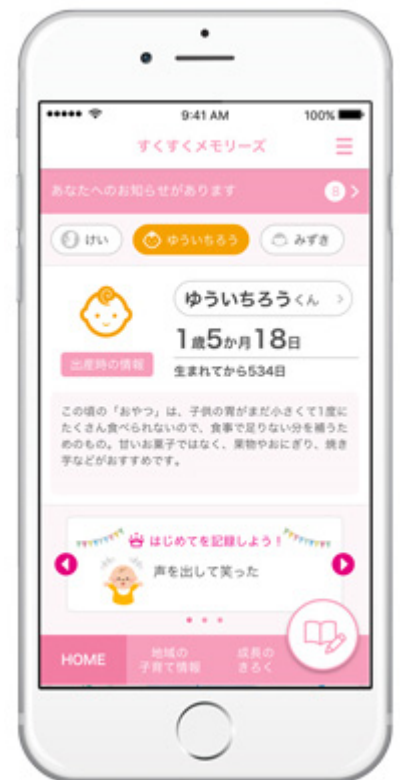 9:41 AM
100%
すくすくメモリーズ
あなたへのお知らせがあります
8
けい
ゆういちろう
みずき
ゆういちろうくん
1歳5か月18日
出産時の情報
生まれてから534日
この頃の「おやつ」は、子供の胃がまだ小さくて1度に
たくさん食べられないので、食事で足りない分を補うた
めのもの。甘いお菓子ではなく、果物やおにぎり、焼き
芋などがおすすめです。
はじめてを記録しよう!
声を出して笑った
HOME
地域の
子育て情報
成長の
きろく